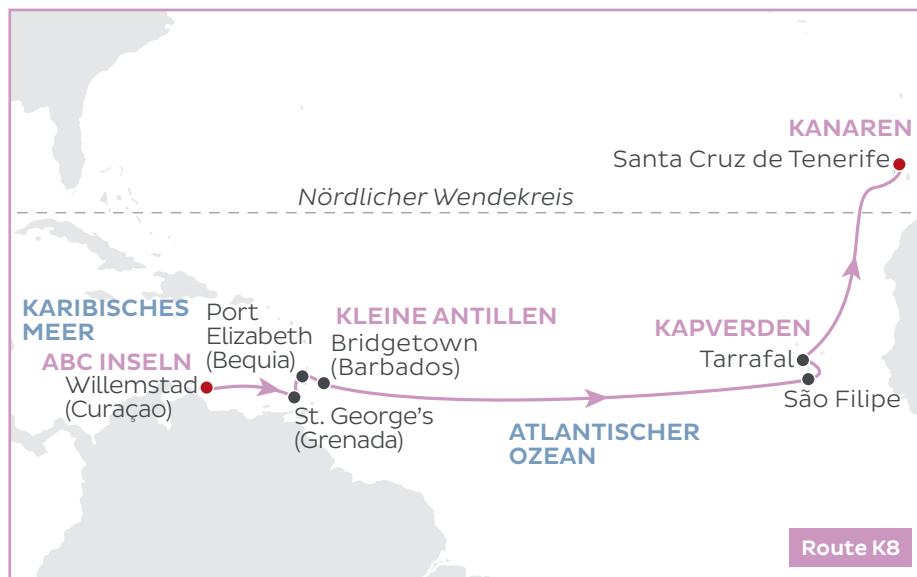 KANAREN
Santa Cruz de Tenerife
Nördlicher Wendekreis
KARIBISCHES
MEER
Port
Elizabeth
(Bequia)
KLEINE ANTILLEN
Bridgetown
(Barbados)
KAPVERDEN
Tarrafal
São Filipe
ABC INSELN
Willemstad
(Curaçao)
St. George’s
(Grenada)
ATLANTISCHER
OZEAN
Route K8